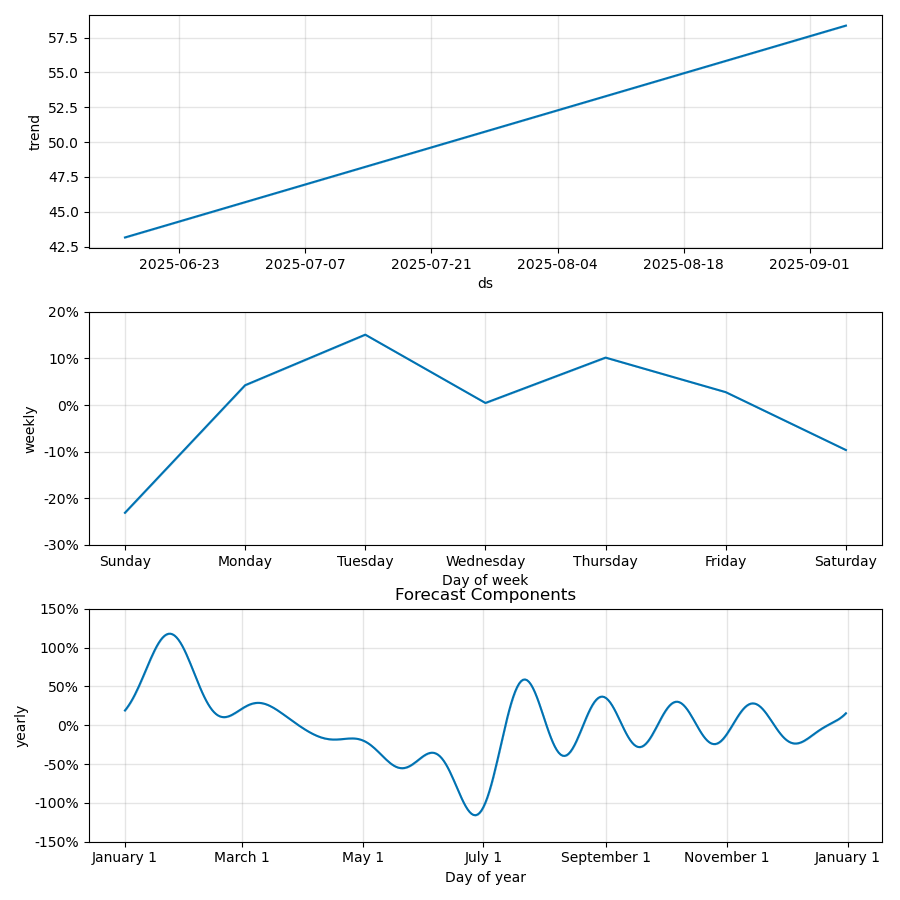 57.5
55.0
52.5
50.0
47.5
45.0
42.5
trend
2025-06-23 2025-07-07 2025-07-21 2025-08-04 2025-08-18 2025-09-01
ds
20%
10%
0%
-10%
-20%
-30%
weekly
Sunday Monday Tuesday Wednesday Thursday Friday Saturday
Day of week
Forecast Components
150%
100%
50%
0%
-50%
-100%
-150%
yearly
January 1 March 1 May 1 July 1 September 1 November 1 January 1
Day of year